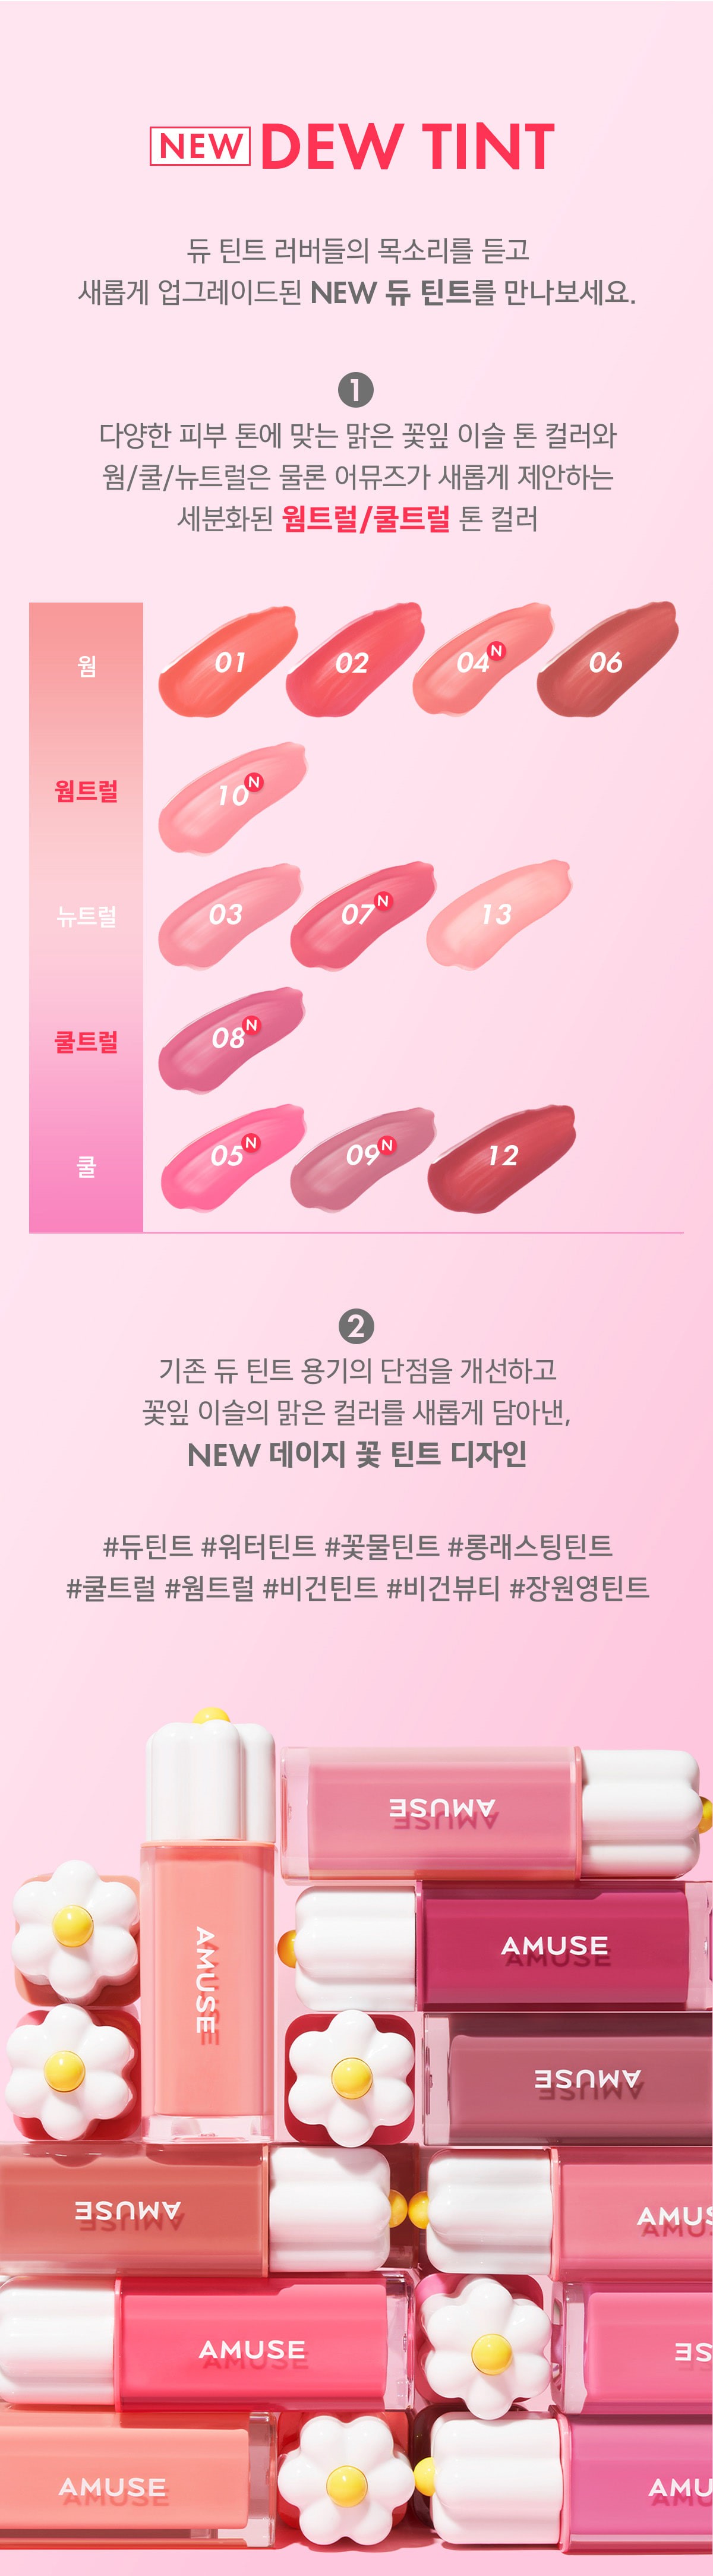 NEW DEW TINT
듀 틴트 러버들의 목소리를 듣고
새롭게 업그레이드된 NEW 듀 틴트를 만나보세요.
1
다양한 피부 톤에 맞는 맑은 꽃잎 이슬 톤 컬러와
웜/쿨/뉴트럴은 물론 어뮤즈가 새롭게 제안하는
세분화된 웜트럴/쿨트럴 톤 컬러
웜 01 02 04 N 06
웜트럴 10 N
뉴트럴 03 07 N 13
쿨트럴 08 N
쿨 05 N 09 N 12
2
기존 듀 틴트 용기의 단점을 개선하고
꽃잎 이슬의 맑은 컬러를 새롭게 담아낸,
NEW 데이지 꽃 틴트 디자인
#듀틴트 #워터틴트 #꽃물틴트 #롱래스팅틴트
#쿨트럴 #웜트럴 #비건틴트 #비건뷰티 #장원영틴트
AMUSE
AMUSE
AMUSE
AMUSE
AMUSE
AMUS
AMUSE
SE
AMUSE
AMU